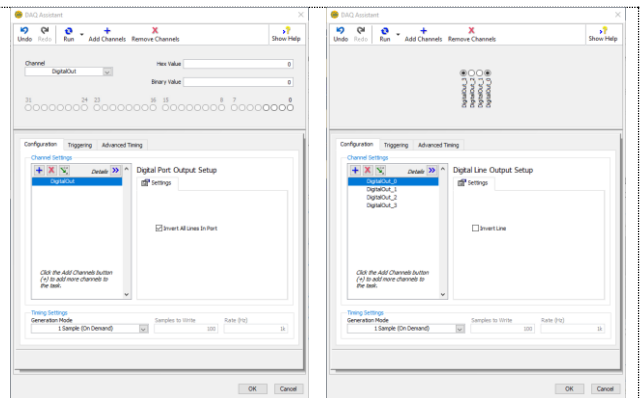 DAQ Assistant
Undo Redo Run Add Channels Remove Channels Show Help
Channel
DigitalOut
Hex Value 0
Binary Value 0
31 24 23 16 15 8 7 0
Configuration Triggering Advanced Timing
Channel Settings
Details
DigitalOut
Click the Add Channels button
(+) to add more channels to
the task.
Digital Port Output Setup
Settings
Invert All Lines In Port
Timing Settings
Generation Mode Samples to Write Rate (Hz)
1 Sample (On Demand) 100 1k
OK Cancel
DAQ Assistant
Undo Redo Run Add Channels Remove Channels Show Help
DigitalOut_3
DigitalOut_2
DigitalOut_1
DigitalOut_0
Configuration Triggering Advanced Timing
Channel Settings
Details
DigitalOut_0
DigitalOut_1
DigitalOut_2
DigitalOut_3
Click the Add Channels button
(+) to add more channels to
the task.
Digital Line Output Setup
Settings
Invert Line
Timing Settings
Generation Mode Samples to Write Rate (Hz)
1 Sample (On Demand) 100 1k
OK Cancel